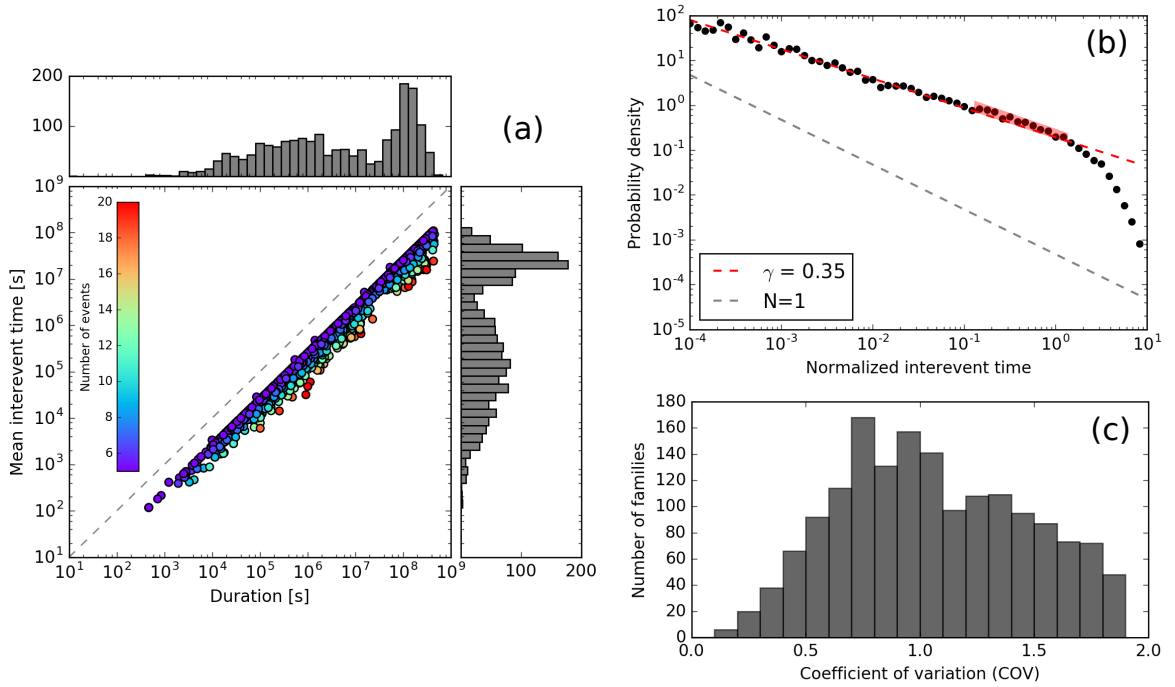 200
100
10^9
(a)
10^9
10^8
10^7
10^6
10^5
10^4
10^3
10^2
10^1
Mean interevent time [s]
20
18
16
14
12
10
8
6
Number of events
10^1 10^2 10^3 10^4 10^5 10^6 10^7 10^8 9
Duration [s]
100 200
(b)
10^2
10^1
10^0
10^-1
10^-2
10^-3
10^-4
10^-5
Probability density
γ = 0.35
N=1
10^-4 10^-3 10^-2 10^-1 10^0 10^1
Normalized interevent time
(c)
180
160
140
120
100
80
60
40
20
0
Number of families
0.0 0.5 1.0 1.5 2.0
Coefficient of variation (COV)